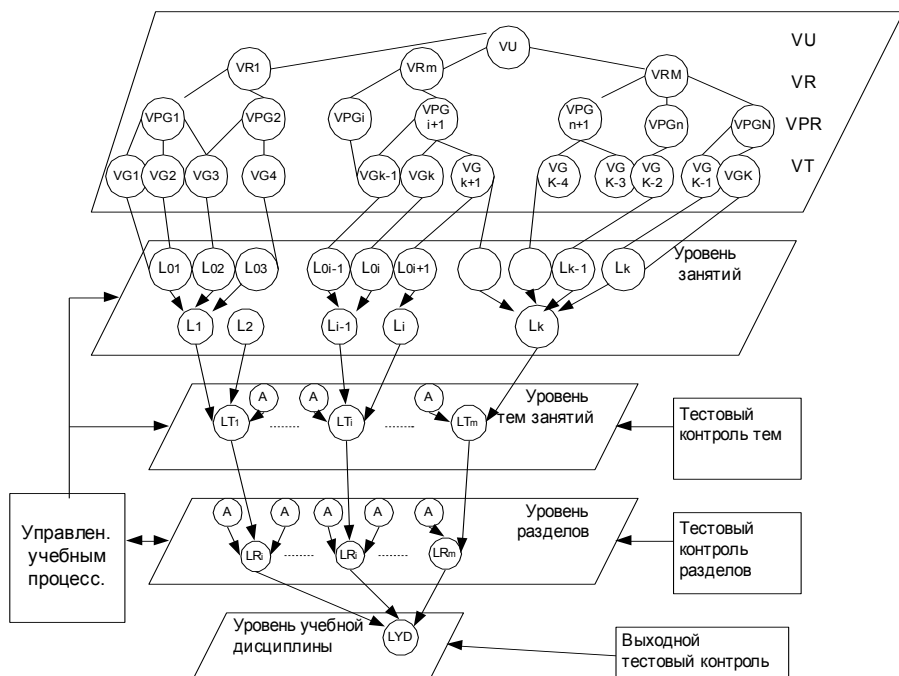 VU
VU
VR1
VRm
VRM
VR
VPG1
VPG2
VPGi
VPG
i+1
VPG
n+1
VPGn
VPGN
VPR
VG1
VG2
VG3
VG4
VGk-1
VGk
VG
k+1
VG
K-4
VG
K-3
VG
K-2
VG
K-1
VGK
VT
Уровень
занятий
L01
L02
L03
L0i-1
L0i
L0i+1
Lk-1
Lk
L1
L2
Li-1
Li
Lk
Уровень
тем занятий
A
A
A
LT1
LTi
LTm
Тестовый
контроль тем
Уровень
разделов
A
A
A
A
A
LRi
LRi
LRm
Тестовый
контроль
разделов
Управлен.
учебным
процесс.
Уровень учебной
дисциплины
LYD
Выходной
тестовый контроль